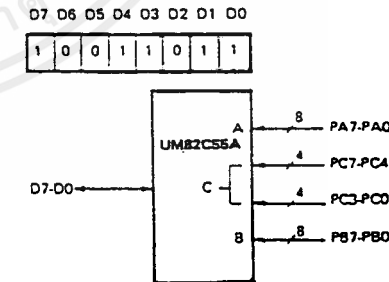 D7 D6 D5 D4 D3 D2 D1 D0
1 0 0 1 1 0 1 1
A 8 PA7-PA0
UM82C55A
4 PC7-PC4
D7-D0 C
4 PC3-PC0
B 8 PB7-PB0